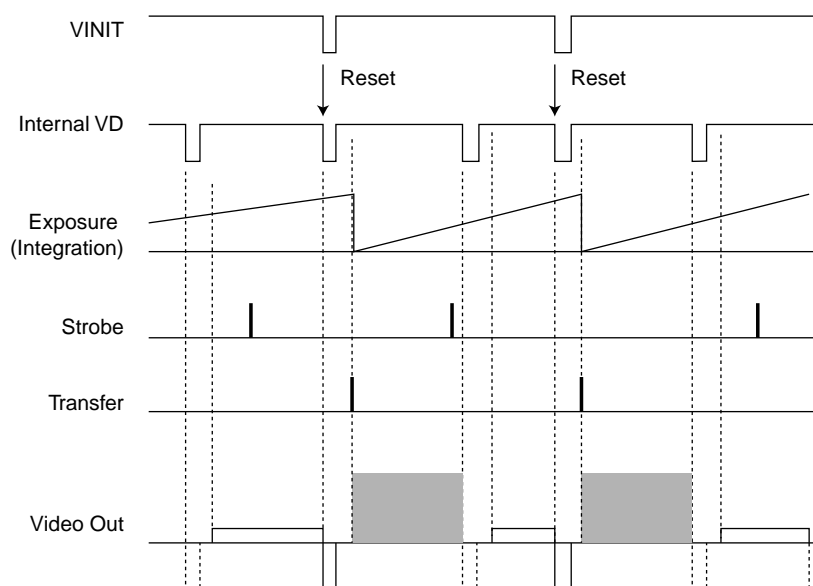 VINIT
Reset
Reset
Internal VD
Exposure
(Integration)
Strobe
Transfer
Video Out